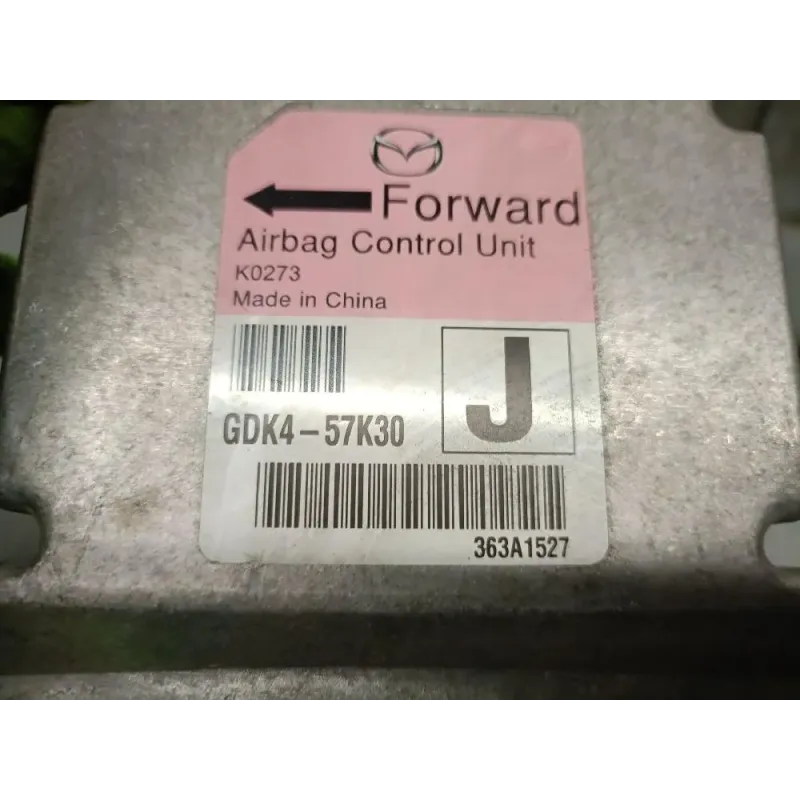 Forward
Airbag Control Unit
K0273
Made in China
J
GDK4-57K30
363A1527